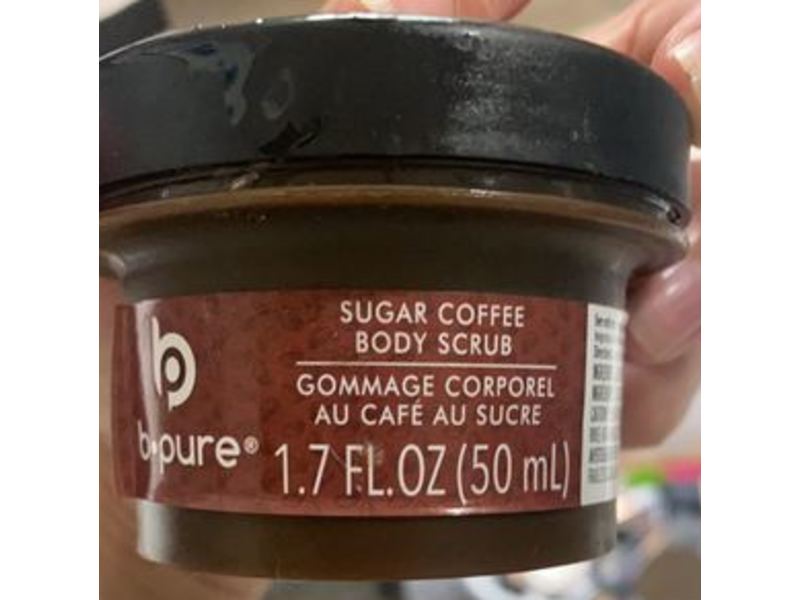 SUGAR COFFEE
BODY SCRUB
GOMMAGE CORPOREL
AU CAFÉ AU SUCRE
b
b•pure®
1.7 FL.OZ (50 mL)